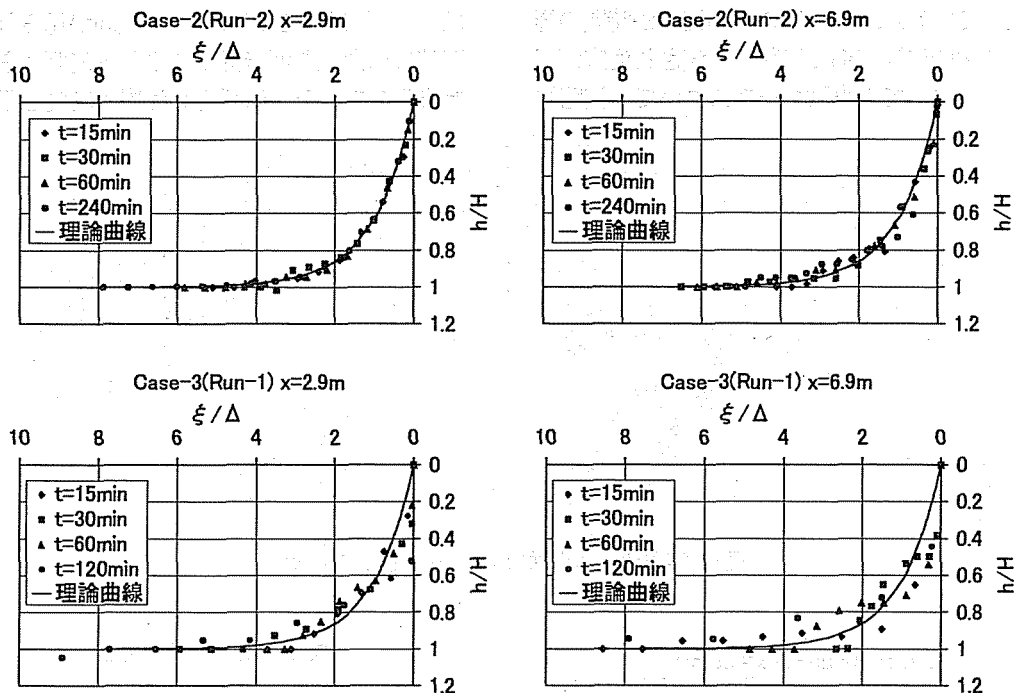 Case-2(Run-2) x=2.9m
ξ/Δ
10 8 6 4 2 0
0
0.2
0.4
0.6
0.8
1
1.2
h/H
t=15min
t=30min
t=60min
t=240min
理論曲線
Case-2(Run-2) x=6.9m
ξ/Δ
10 8 6 4 2 0
0
0.2
0.4
0.6
0.8
1
1.2
h/H
t=15min
t=30min
t=60min
t=240min
理論曲線
Case-3(Run-1) x=2.9m
ξ/Δ
10 8 6 4 2 0
0
0.2
0.4
0.6
0.8
1
1.2
h/H
t=15min
t=30min
t=60min
t=120min
理論曲線
Case-3(Run-1) x=6.9m
ξ/Δ
10 8 6 4 2 0
0
0.2
0.4
0.6
0.8
1
1.2
h/H
t=15min
t=30min
t=60min
t=120min
理論曲線